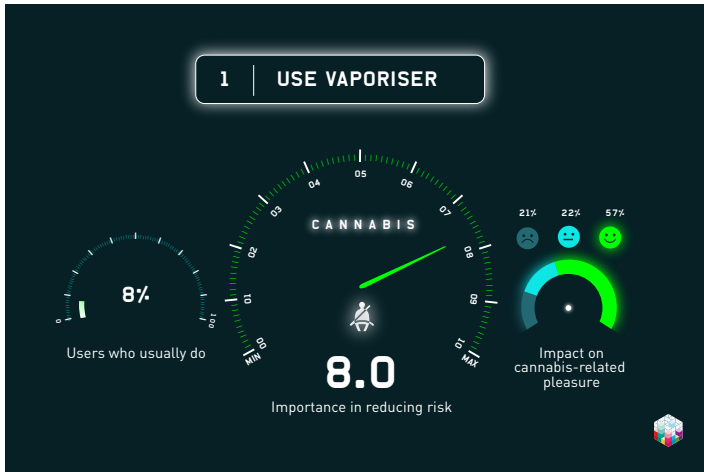 1 USE VAPORISER
CANNABIS
MIN 00 01 02 03 04 05 06 07 08 09 10 MAX
8.0
Importance in reducing risk
0 100
8%
Users who usually do
21% 22% 57%
Impact on
cannabis-related
pleasure